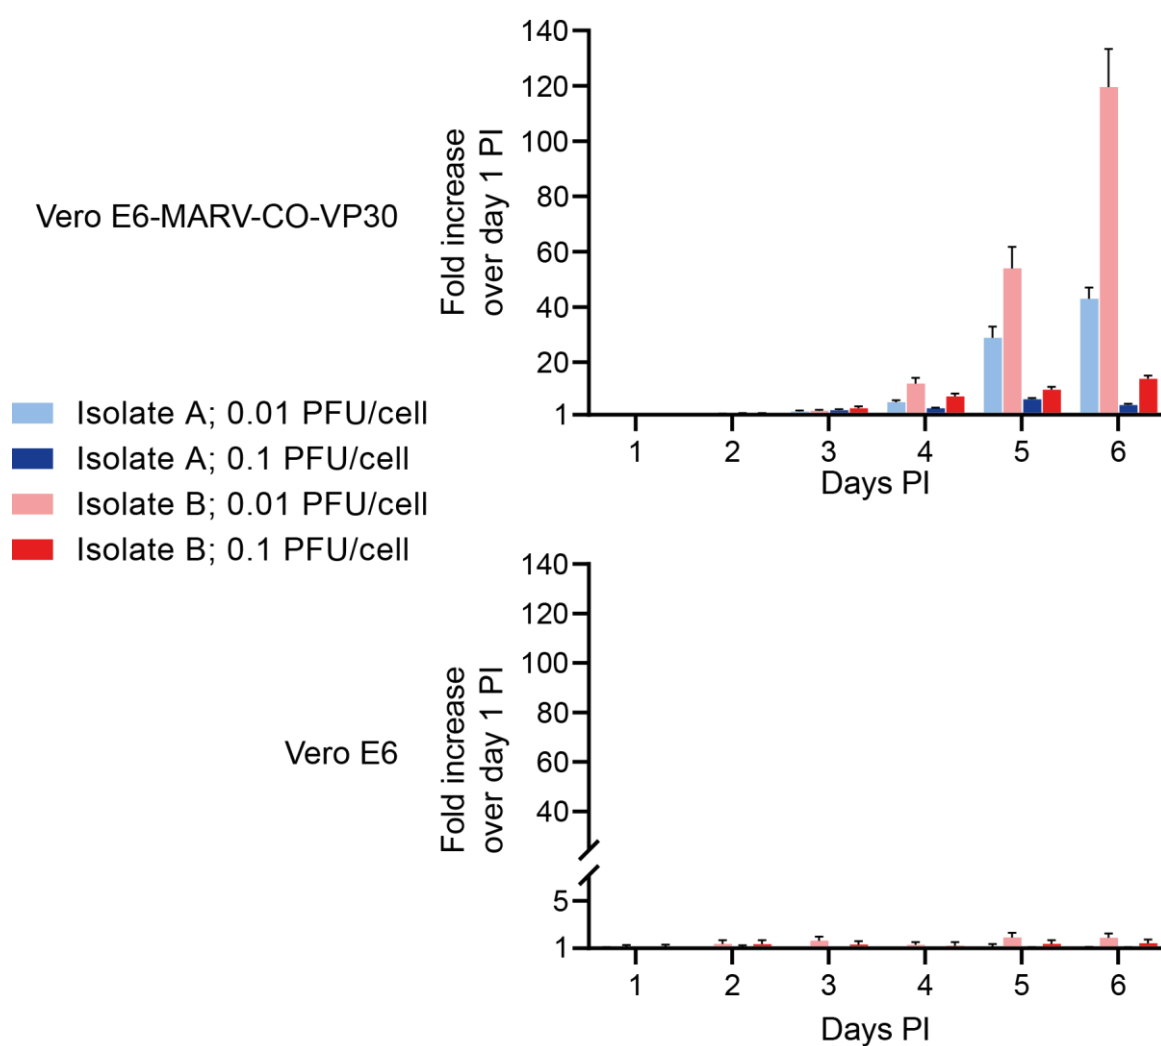 140
120
100
80
60
40
20
1
Fold increase
over day 1 PI
Vero E6-MARV-CO-VP30
1 2 3 4 5 6
Days PI
Isolate A; 0.01 PFU/cell
Isolate A; 0.1 PFU/cell
Isolate B; 0.01 PFU/cell
Isolate B; 0.1 PFU/cell
140
120
100
80
60
40
5
1
Fold increase
over day 1 PI
Vero E6
1 2 3 4 5 6
Days PI